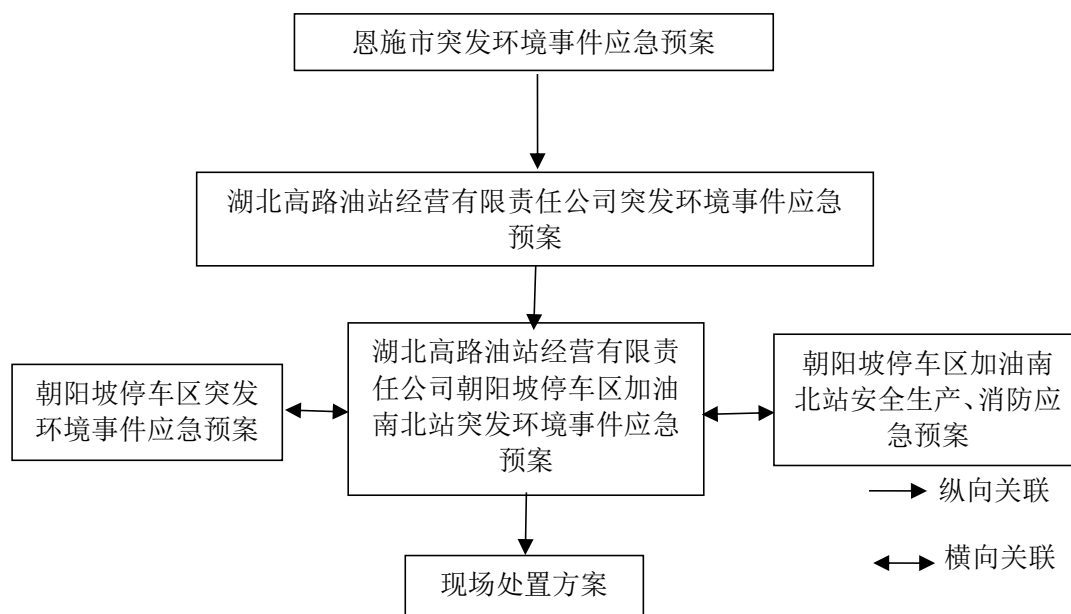 恩施市突发环境事件应急预案
湖北高路油站经营有限责任公司突发环境事件应急
预案
朝阳坡停车区突发
环境事件应急预案
湖北高路油站经营有限责
任公司朝阳坡停车区加油
南北站突发环境事件应急
预案
朝阳坡停车区加油南
北站安全生产、消防应
急预案
纵向关联
横向关联
现场处置方案